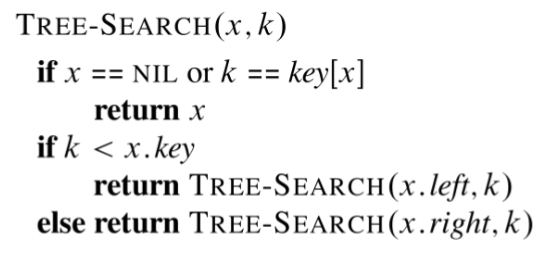 TREE-SEARCH(x, k)
if x == NIL or k == key[x]
return x
if k < x.key
return TREE-SEARCH(x.left, k)
else return TREE-SEARCH(x.right, k)